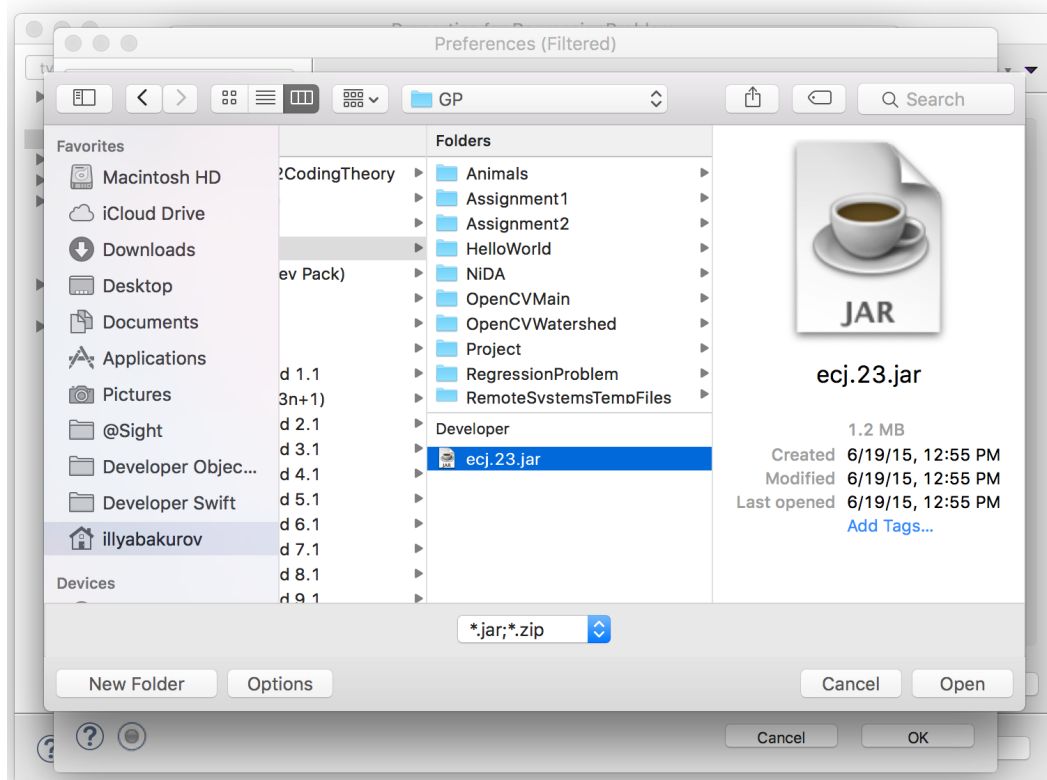 Preferences (Filtered)
GP
Search
Favorites
Macintosh HD
iCloud Drive
Downloads
Desktop
Documents
Applications
Pictures
@Sight
Developer Objec...
Developer Swift
illyabakurov
Devices
2CodingTheory
ev Pack)
d 1.1
3n+1)
d 2.1
d 3.1
d 4.1
d 5.1
d 6.1
d 7.1
d 8.1
d 9.1
Folders
Animals
Assignment1
Assignment2
HelloWorld
NiDA
OpenCVMain
OpenCVWatershed
Project
RegressionProblem
RemoteSystemsTempFiles
Developer
ecj.23.jar
JAR
ecj.23.jar
1.2 MB
Created 6/19/15, 12:55 PM
Modified 6/19/15, 12:55 PM
Last opened 6/19/15, 12:55 PM
Add Tags...
*.jar;*.zip
New Folder
Options
Cancel
Open
Cancel
OK